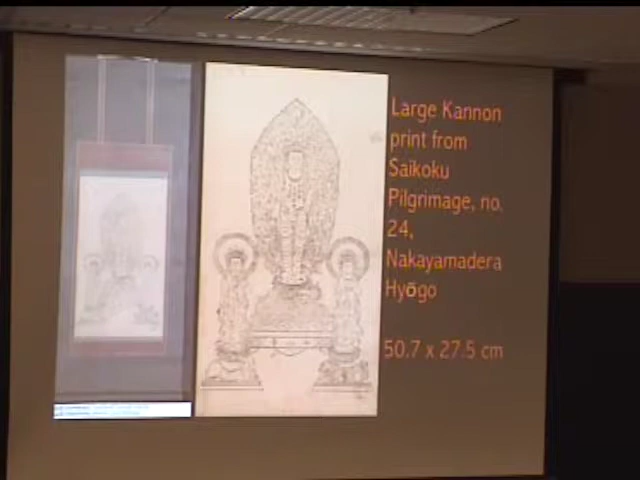 Large Kannon
print from
Saikoku
Pilgrimage, no.
24,
Nakayamadera
Hyōgo
50.7 x 27.5 cm